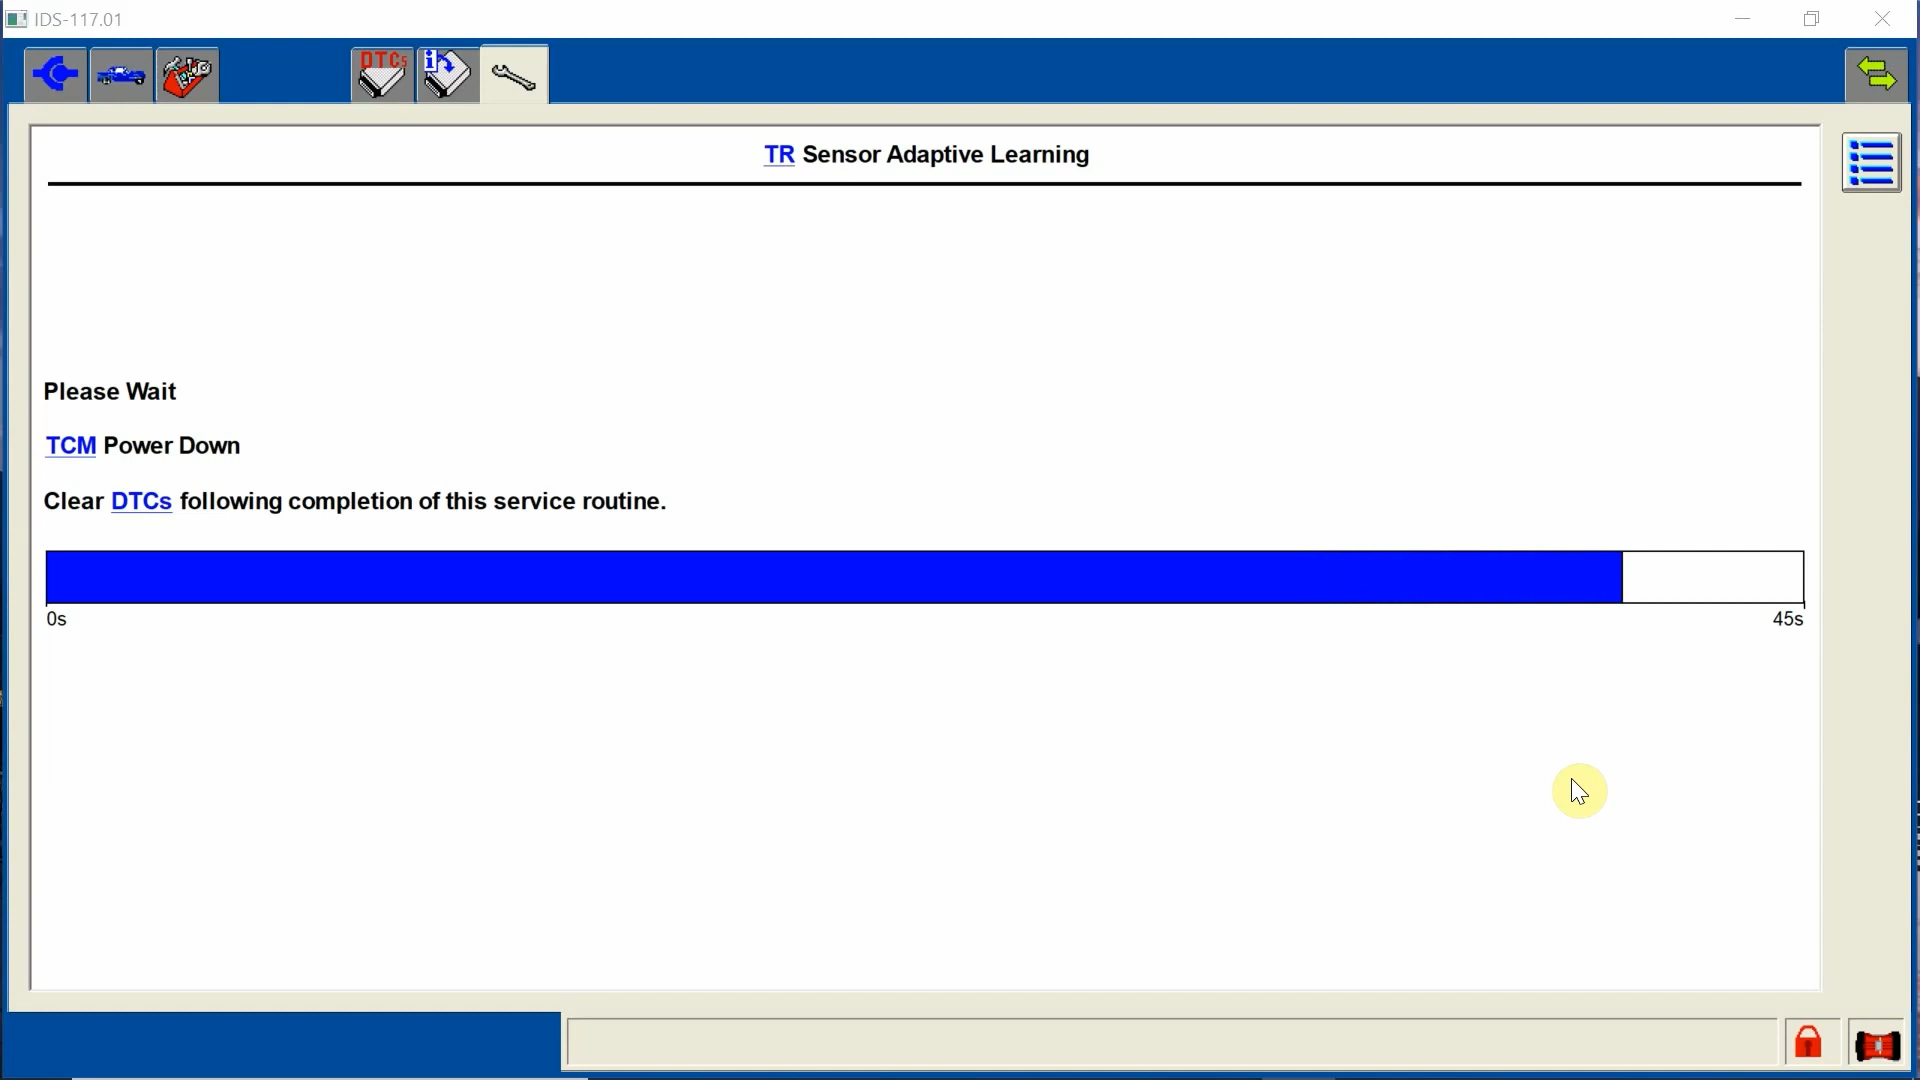 IDS-117.01
DTCs
i
TR Sensor Adaptive Learning
Please Wait
TCM Power Down
Clear DTCs following completion of this service routine.
0s 45s